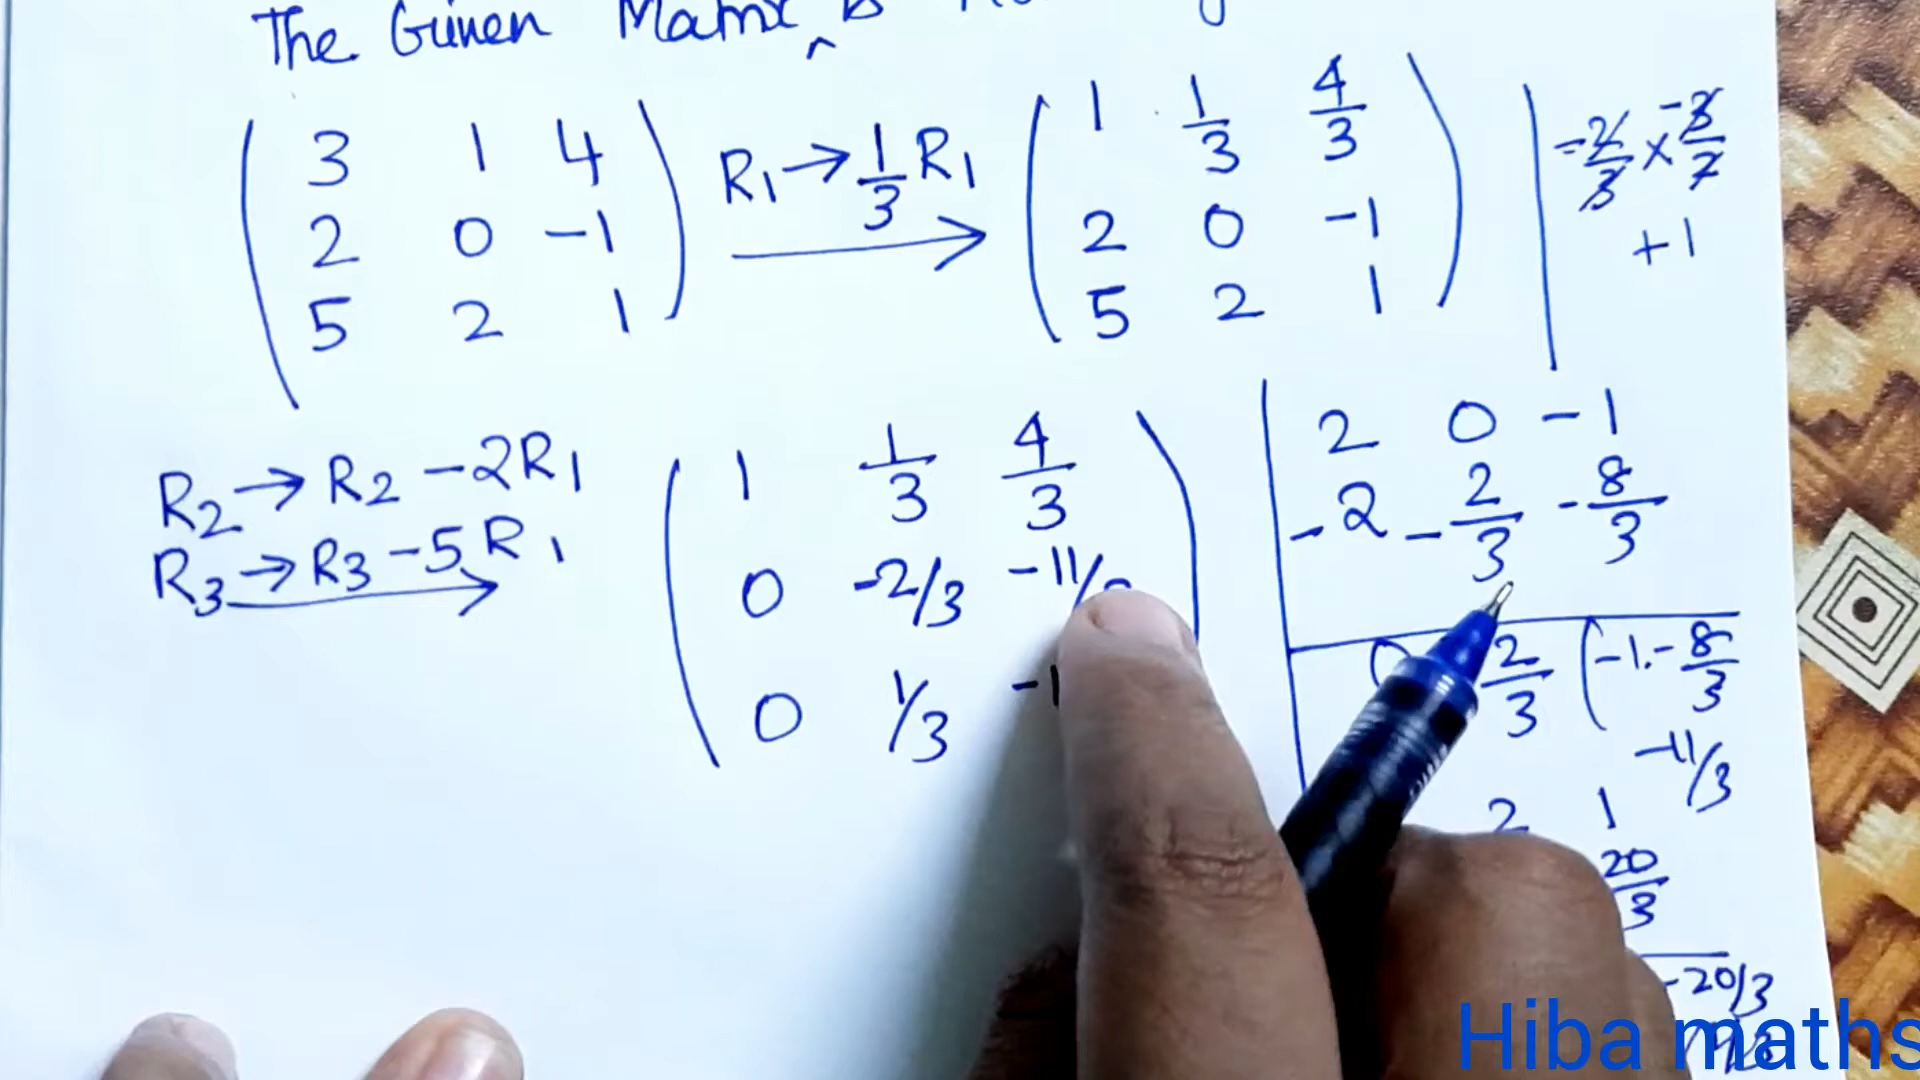 The Given Matrix is
3 1 4
2 0 -1
5 2 1
R1 → 1/3 R1
1 1/3 4/3
2 0 -1
5 2 1
= -2/3 × -3/2
+1
R2 → R2 -2R1
R3 → R3 -5R1
1 1/3 4/3
0 -2/3 -11/
0 1/3 -1
2 0 -1
-2 -2/3 -8/3
2/3 (-1 - 8/3
-11/3
2 1
20/3
-20/3
Hiba maths